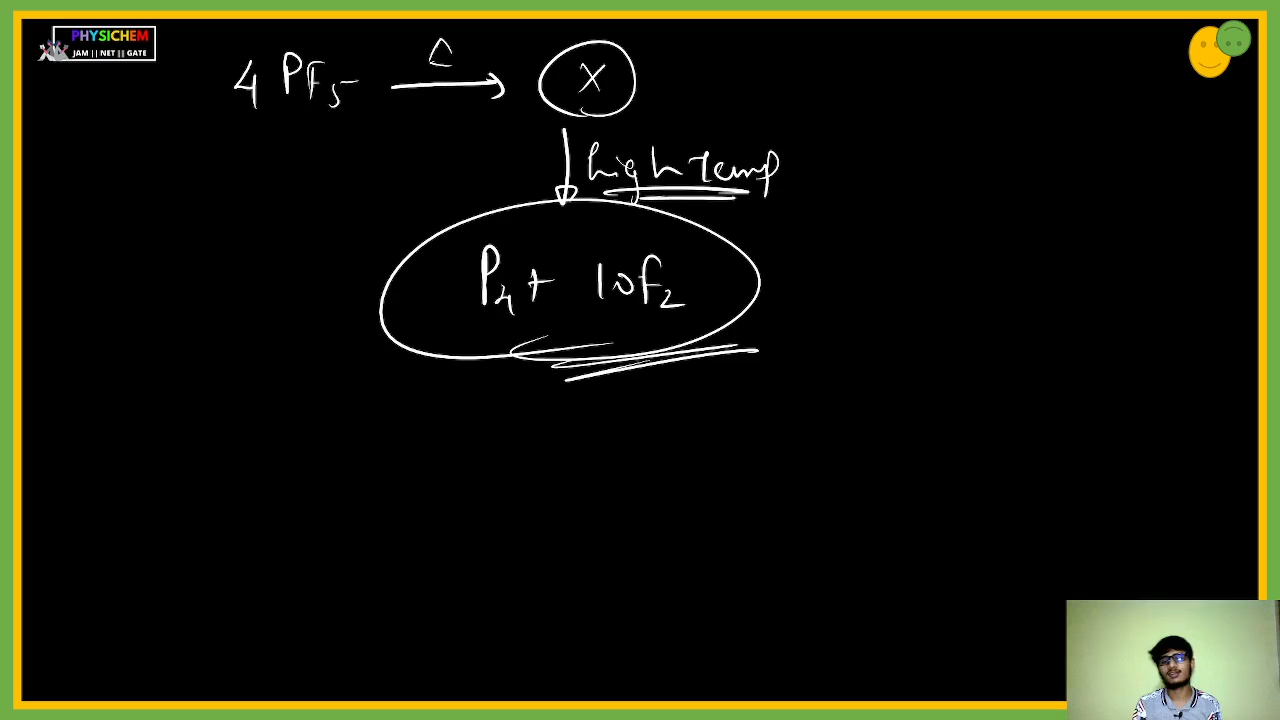 PHYSICHEM
JAM || NET || GATE
4 PF5 Δ → X
high temp
P4 + 10F2